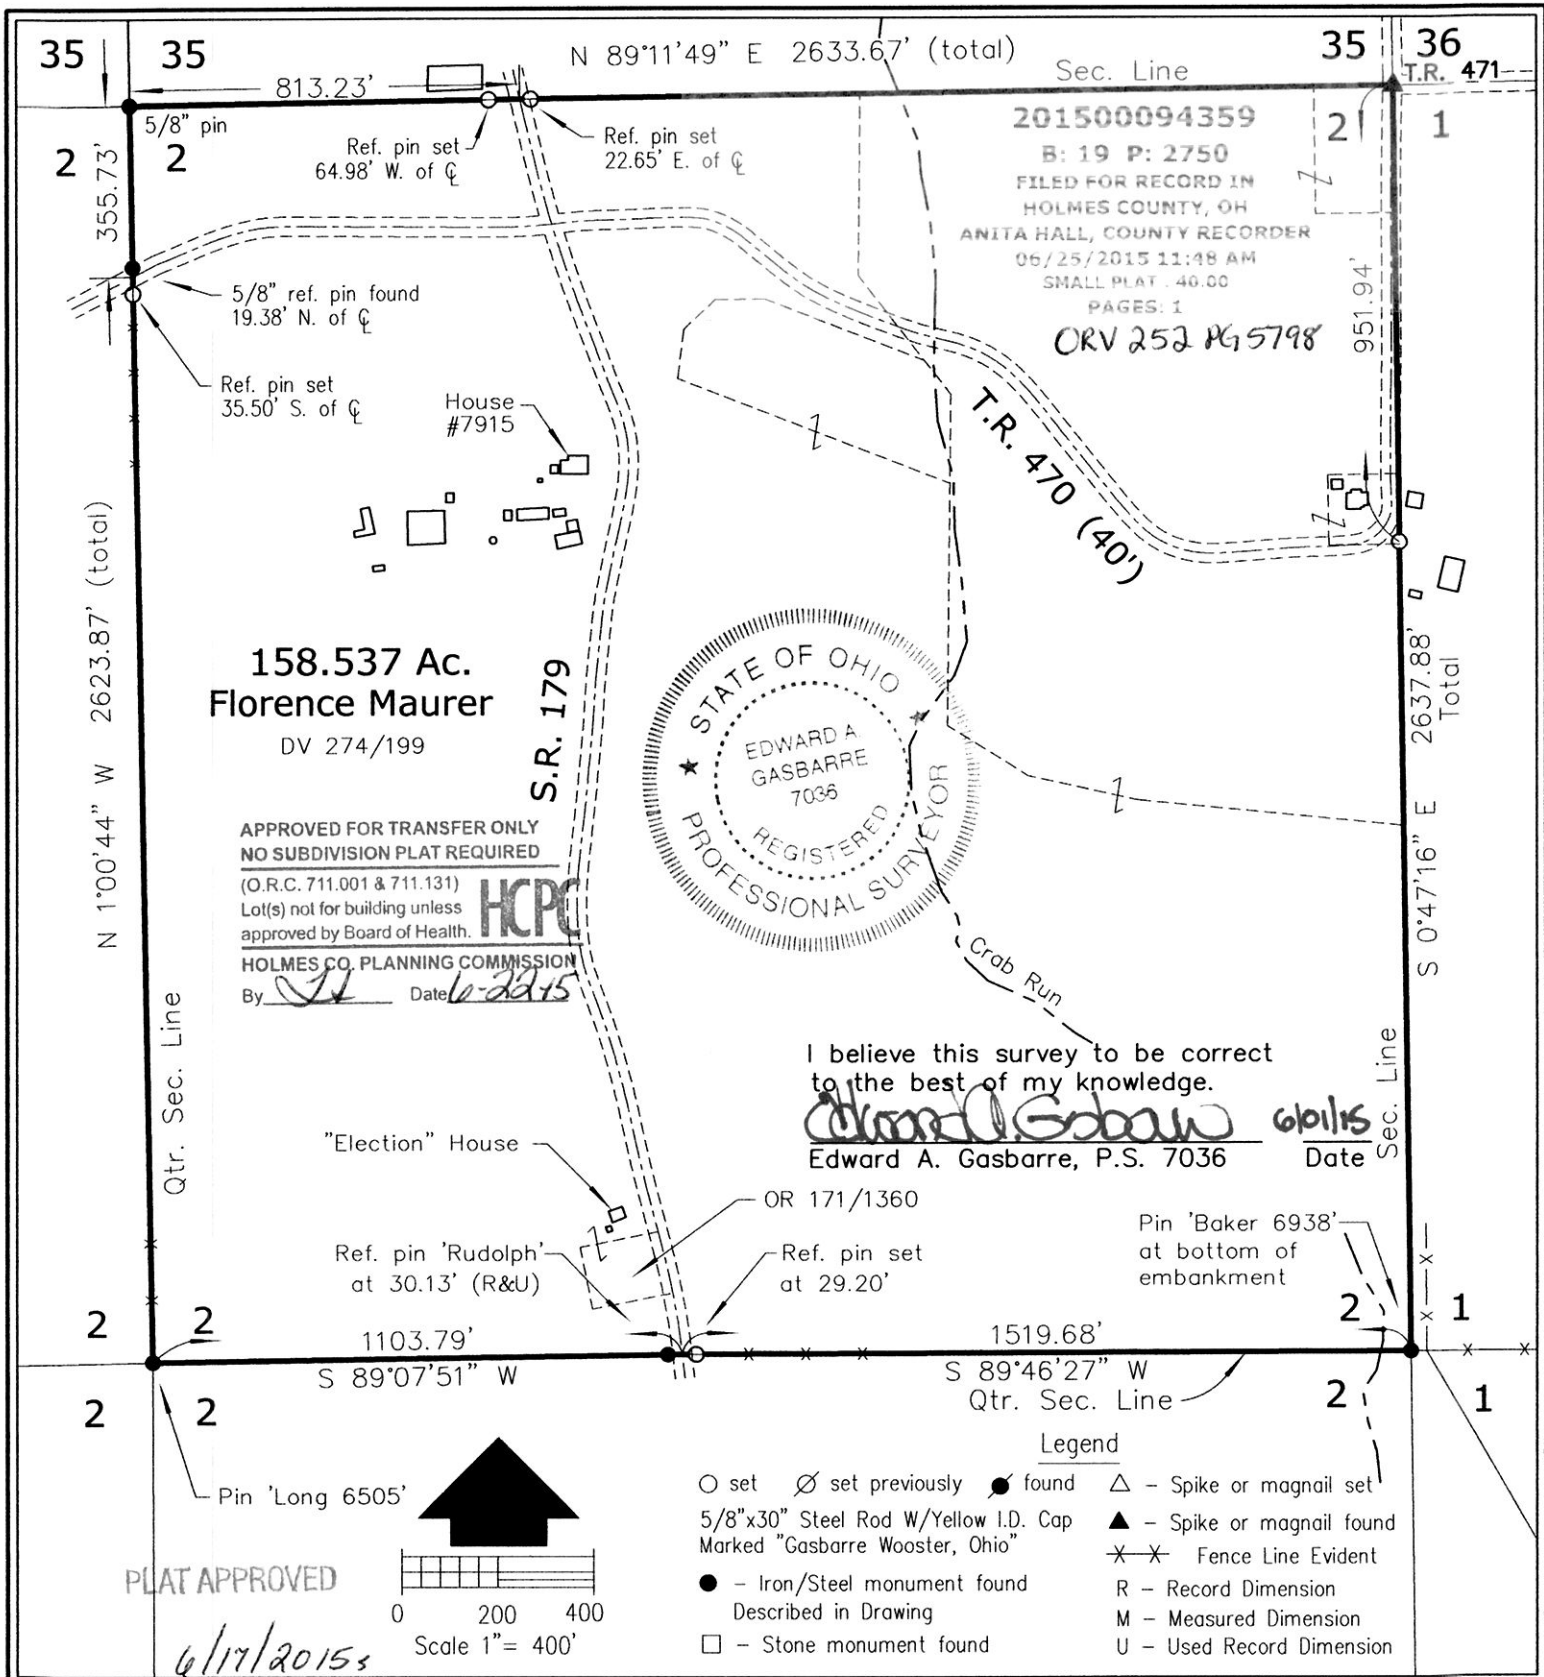 35
35
N 89°11'49" E 2633.67' (total)
Sec. Line
35
36
T.R. 471
813.23'
5/8" pin
2
2
Ref. pin set
64.98' W. of ℄
Ref. pin set
22.65' E. of ℄
201500094359
B: 19 P: 2750
FILED FOR RECORD IN
HOLMES COUNTY, OH
ANITA HALL, COUNTY RECORDER
06/25/2015 11:48 AM
SMALL PLAT . 40.00
PAGES: 1
ORV 252 PG 5798
2
1
355.73'
951.94'
5/8" ref. pin found
19.38' N. of ℄
Ref. pin set
35.50' S. of ℄
House
#7915
T.R. 470 (40')
N 1°00'44" W 2623.87' (total)
158.537 Ac.
Florence Maurer
DV 274/199
S.R. 179
STATE OF OHIO
EDWARD A.
GASBARRE
7036
REGISTERED
PROFESSIONAL SURVEYOR
2637.88'
Total
S 0°47'16" E
APPROVED FOR TRANSFER ONLY
NO SUBDIVISION PLAT REQUIRED
(O.R.C. 711.001 & 711.131)
Lot(s) not for building unless
approved by Board of Health.
HCPC
HOLMES CO. PLANNING COMMISSION
By Date 6-22-15
Crab Run
Qtr. Sec. Line
Sec. Line
I believe this survey to be correct
to the best of my knowledge.
Edward A. Gasbarre 6/01/15
Edward A. Gasbarre, P.S. 7036 Date
"Election" House
OR 171/1360
Ref. pin 'Rudolph'
at 30.13' (R&U)
Ref. pin set
at 29.20'
Pin 'Baker 6938'
at bottom of
embankment
2
2
1103.79'
S 89°07'51" W
1519.68'
S 89°46'27" W
Qtr. Sec. Line
2
1
2
2
2
1
Pin 'Long 6505'
PLAT APPROVED
6/17/2015
0 200 400
Scale 1"= 400'
Legend
set
set previously
found
5/8"x30" Steel Rod W/Yellow I.D. Cap
Marked "Gasbarre Wooster, Ohio"
– Iron/Steel monument found
Described in Drawing
– Stone monument found
– Spike or magnail set
– Spike or magnail found
Fence Line Evident
R – Record Dimension
M – Measured Dimension
U – Used Record Dimension